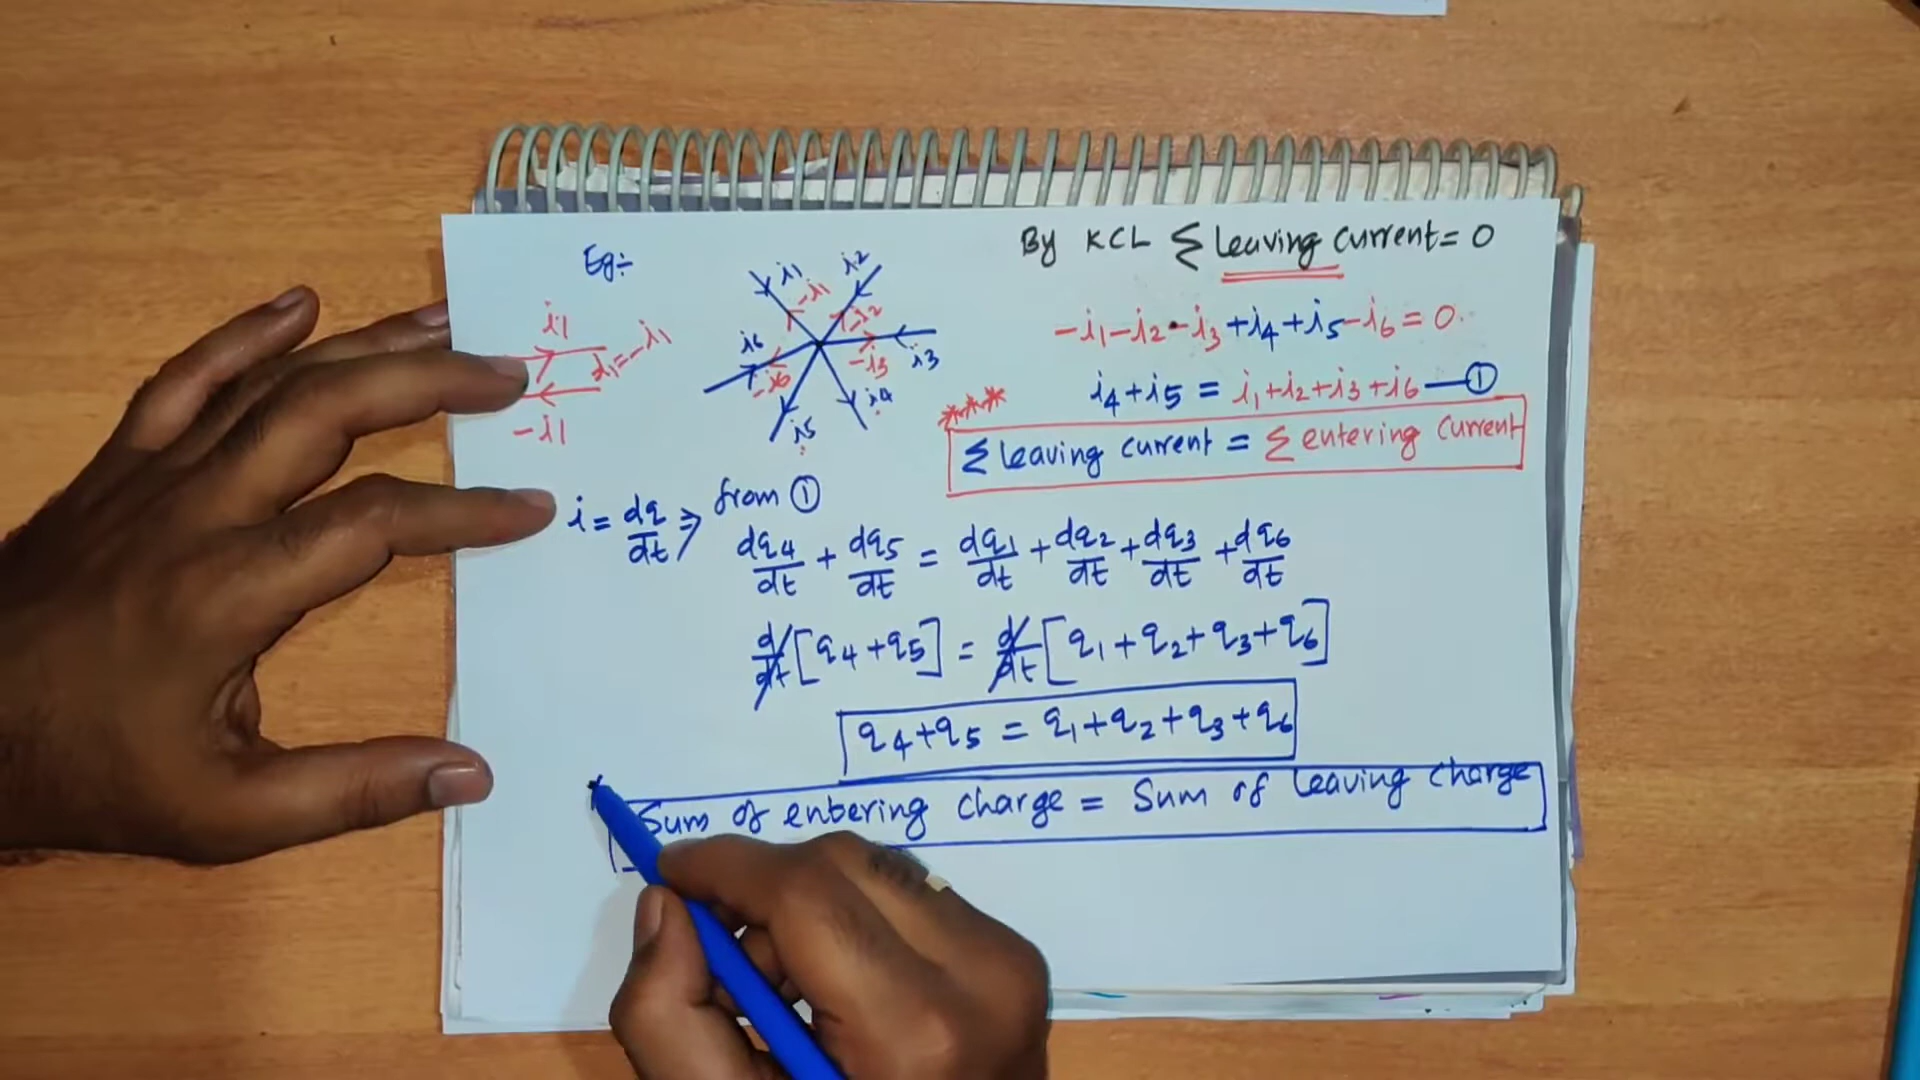 By KCL Σ leaving current = 0
Eg:-
i1
i1 = -i1
-i1
i1 i2
-i1 -i2
i6 -i6 -i3 i3
i5 i4
-i1 -i2 -i3 +i4 +i5 -i6 = 0.
i4 + i5 = i1 + i2 + i3 + i6 — ①
***
Σ leaving current = Σ entering current
i = dq/dt ⇒ from ①
dq4/dt + dq5/dt = dq1/dt + dq2/dt + dq3/dt + dq6/dt
d/dt [q4 + q5] = d/dt [q1 + q2 + q3 + q6]
q4 + q5 = q1 + q2 + q3 + q6
Sum of entering charge = Sum of leaving charge